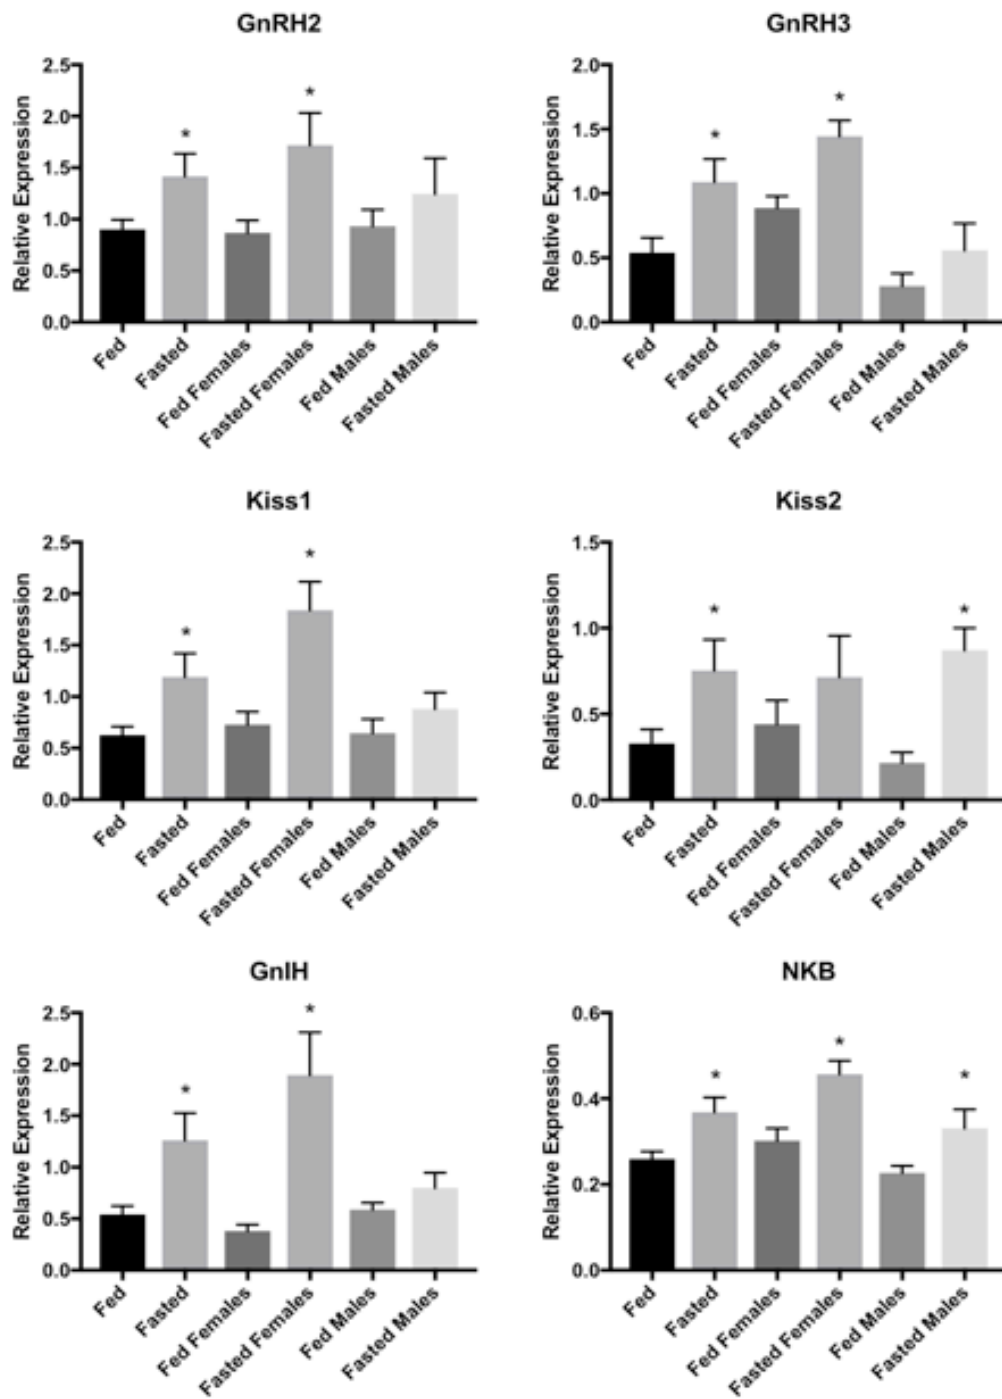 GnRH2
Relative Expression
2.5
2.0
1.5
1.0
0.5
0.0
*
*
Fed
Fasted
Fed Females
Fasted Females
Fed Males
Fasted Males
GnRH3
Relative Expression
2.0
1.5
1.0
0.5
0.0
*
*
Fed
Fasted
Fed Females
Fasted Females
Fed Males
Fasted Males
Kiss1
Relative Expression
2.5
2.0
1.5
1.0
0.5
0.0
*
*
Fed
Fasted
Fed Females
Fasted Females
Fed Males
Fasted Males
Kiss2
Relative Expression
1.5
1.0
0.5
0.0
*
*
Fed
Fasted
Fed Females
Fasted Females
Fed Males
Fasted Males
GnIH
Relative Expression
2.5
2.0
1.5
1.0
0.5
0.0
*
*
Fed
Fasted
Fed Females
Fasted Females
Fed Males
Fasted Males
NKB
Relative Expression
0.6
0.4
0.2
0.0
*
*
*
Fed
Fasted
Fed Females
Fasted Females
Fed Males
Fasted Males